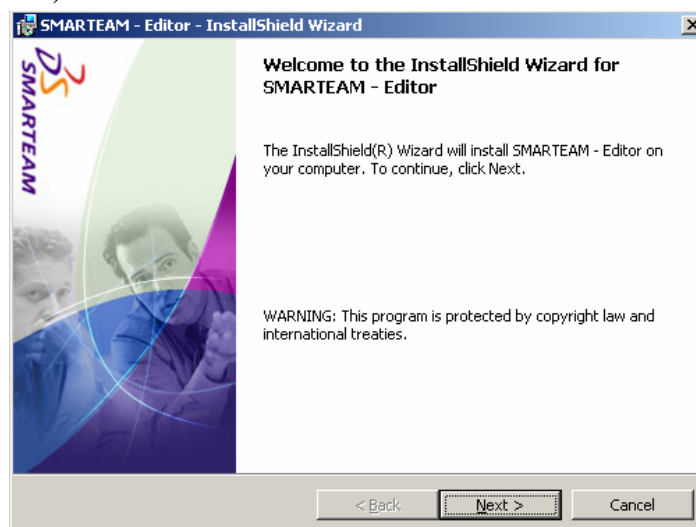 SMARTEAM - Editor - InstallShield Wizard
SMARTEAM
Welcome to the InstallShield Wizard for
SMARTEAM - Editor
The InstallShield(R) Wizard will install SMARTEAM - Editor on
your computer. To continue, click Next.
WARNING: This program is protected by copyright law and
international treaties.
< Back
Next >
Cancel